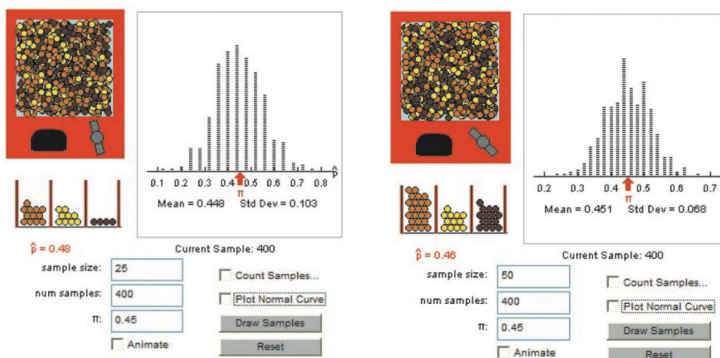 0.1 0.2 0.3 0.4 0.5 0.6 0.7 0.8 p̂
π
Mean = 0.448 Std Dev = 0.103
p̂ = 0.48
Current Sample: 400
sample size: 25
num samples: 400
π: 0.45
Count Samples...
Plot Normal Curve
Draw Samples
Animate
Reset
0.2 0.3 0.4 0.5 0.6 0.7
π
Mean = 0.451 Std Dev = 0.068
p̂ = 0.46
Current Sample: 400
sample size: 50
num samples: 400
π: 0.45
Count Samples...
Plot Normal Curve
Draw Samples
Animate
Reset